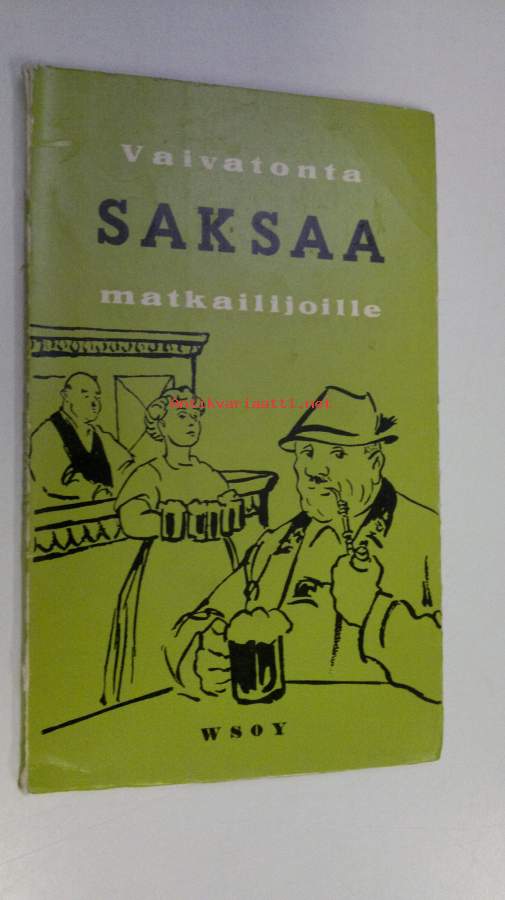 Vaivatonta
SAKSAA
matkailijoille
antikvariaatti.net
WSOY